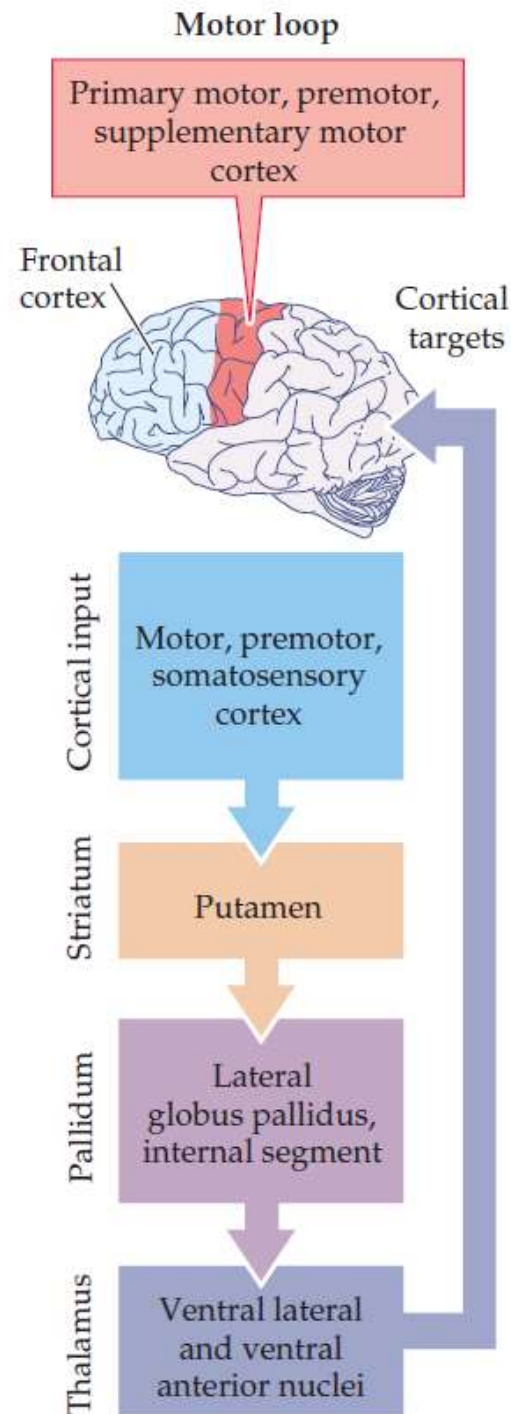 Motor loop
Primary motor, premotor,
supplementary motor
cortex
Frontal
cortex
Cortical
targets
Cortical input
Motor, premotor,
somatosensory
cortex
Striatum
Putamen
Pallidum
Lateral
globus pallidus,
internal segment
Thalamus
Ventral lateral
and ventral
anterior nuclei